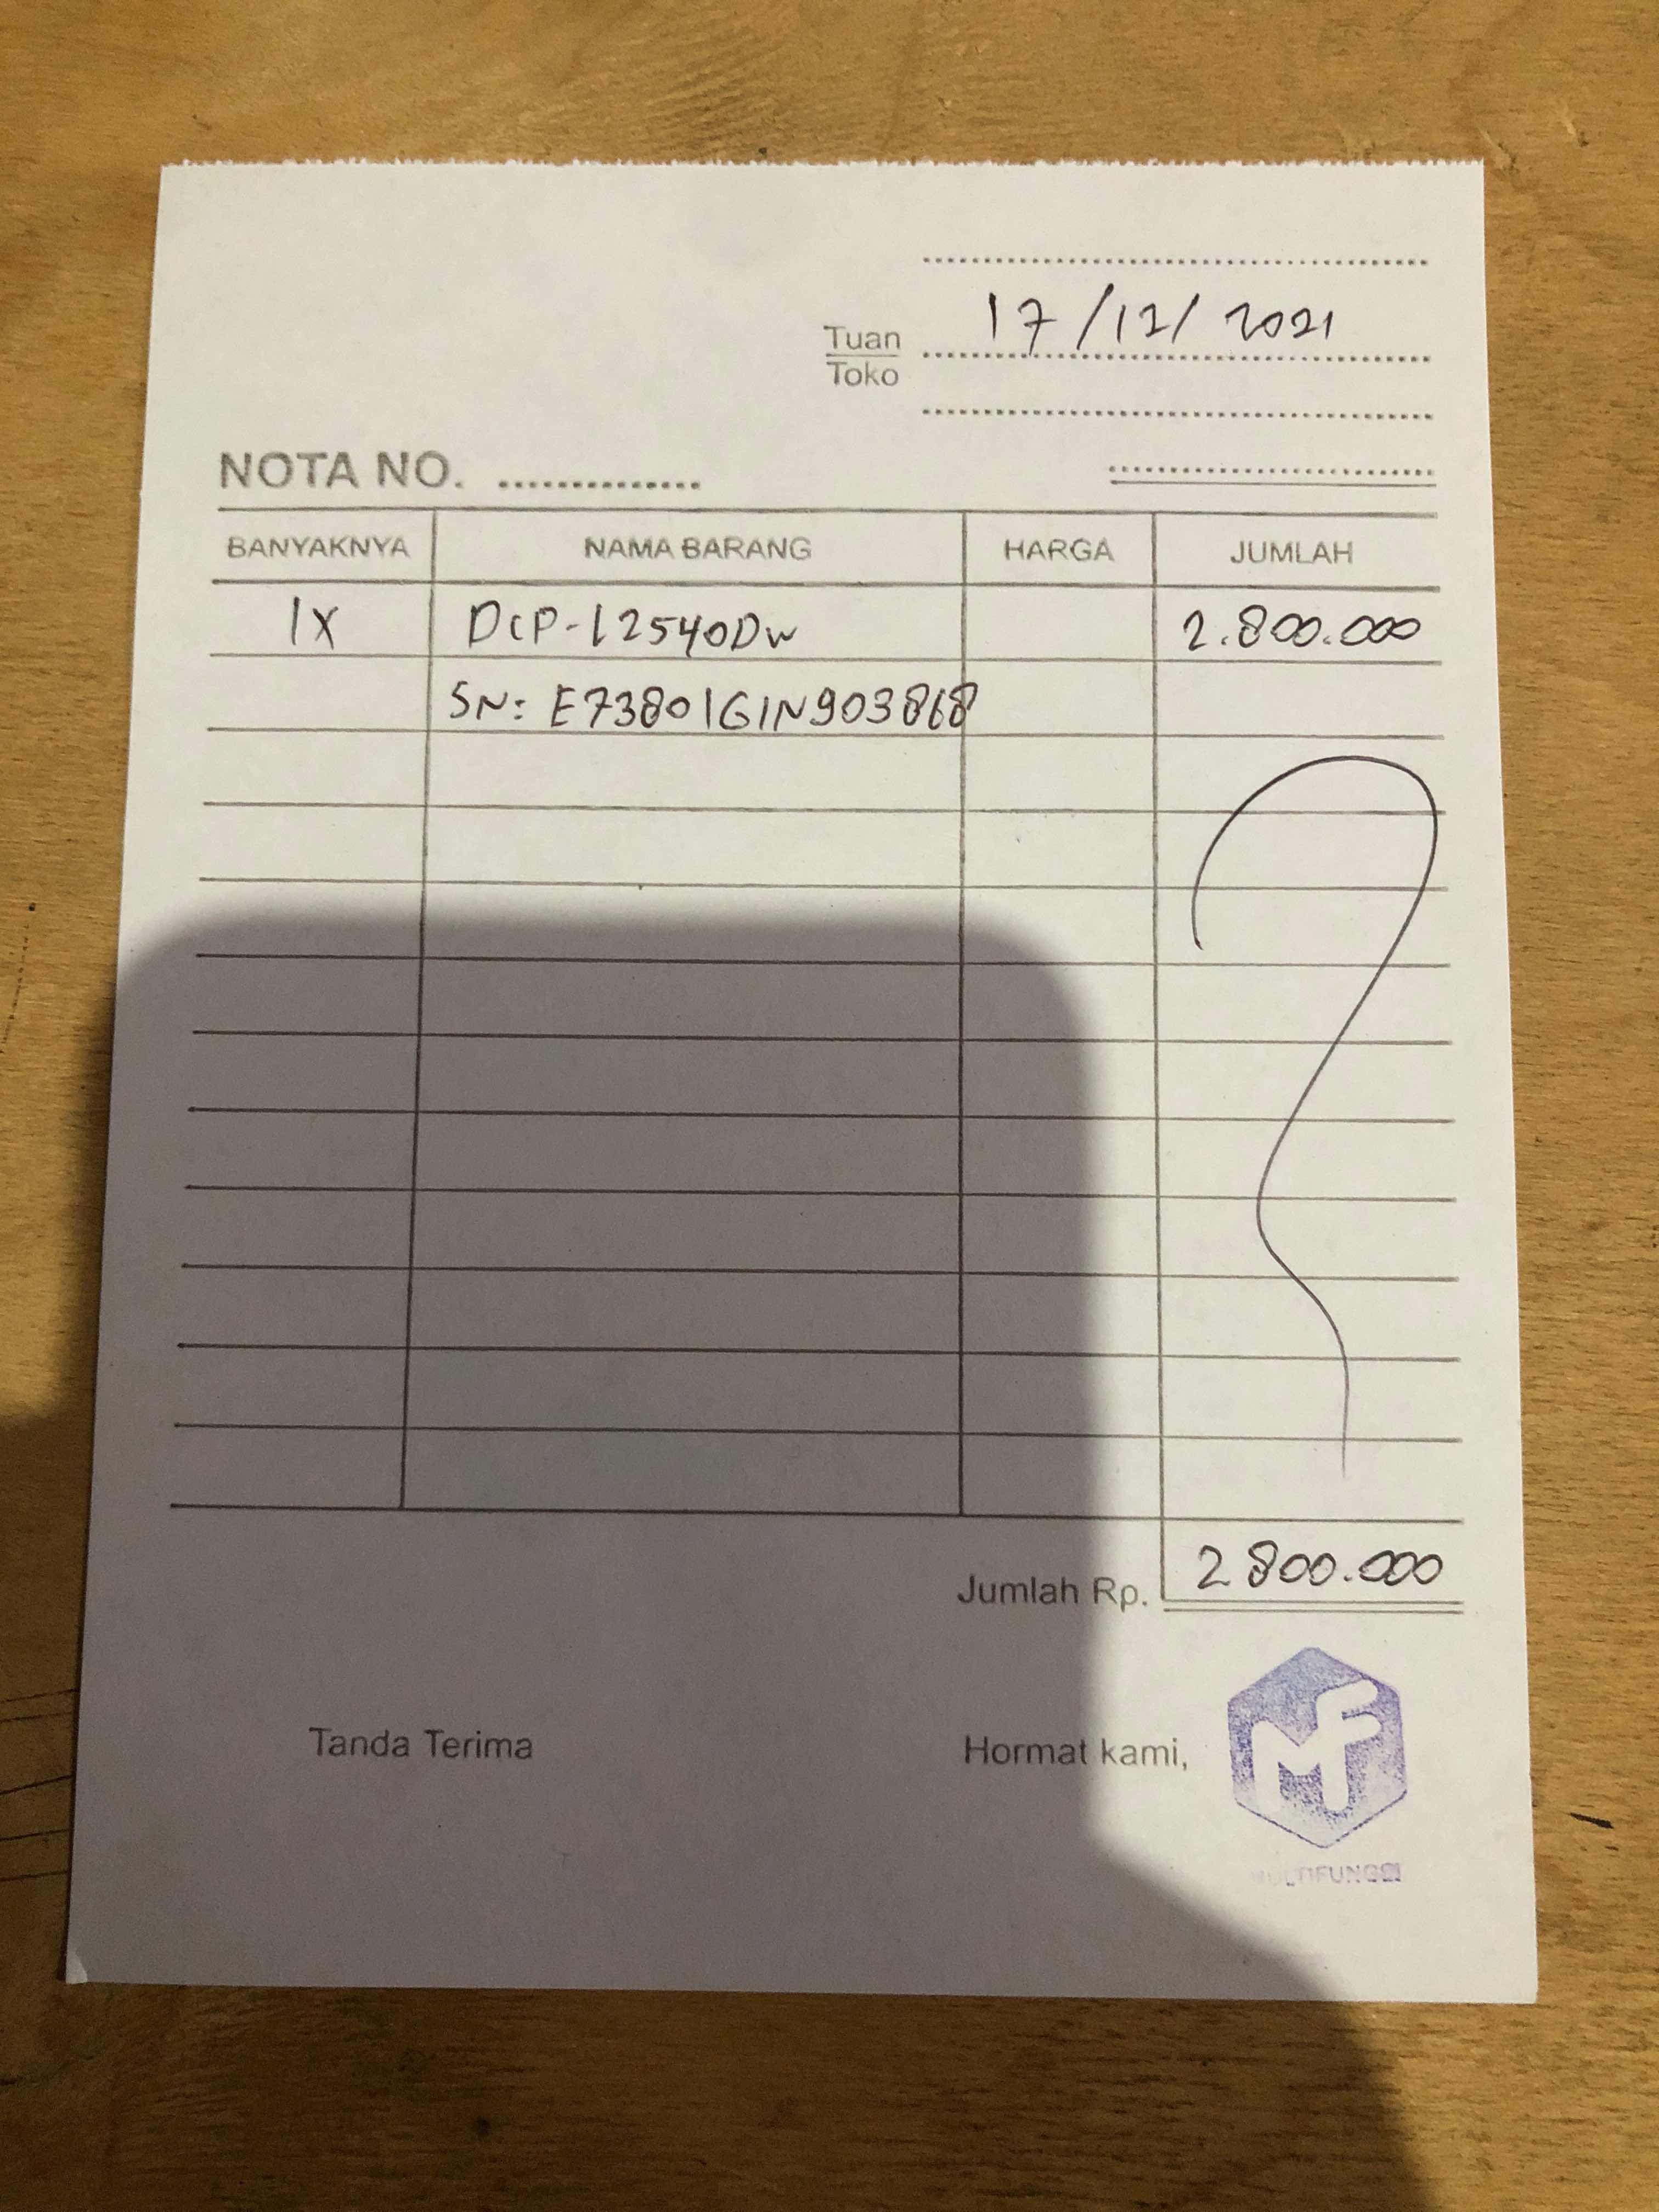 17/12/2021
Tuan
Toko
NOTA NO.
BANYAKNYA NAMA BARANG HARGA JUMLAH
1X DCP-L2540DW 2.800.000
SN: E73801G1N903868
Jumlah Rp. 2 800.000
Tanda Terima Hormat kami,
MF
MULTIFUNGSI